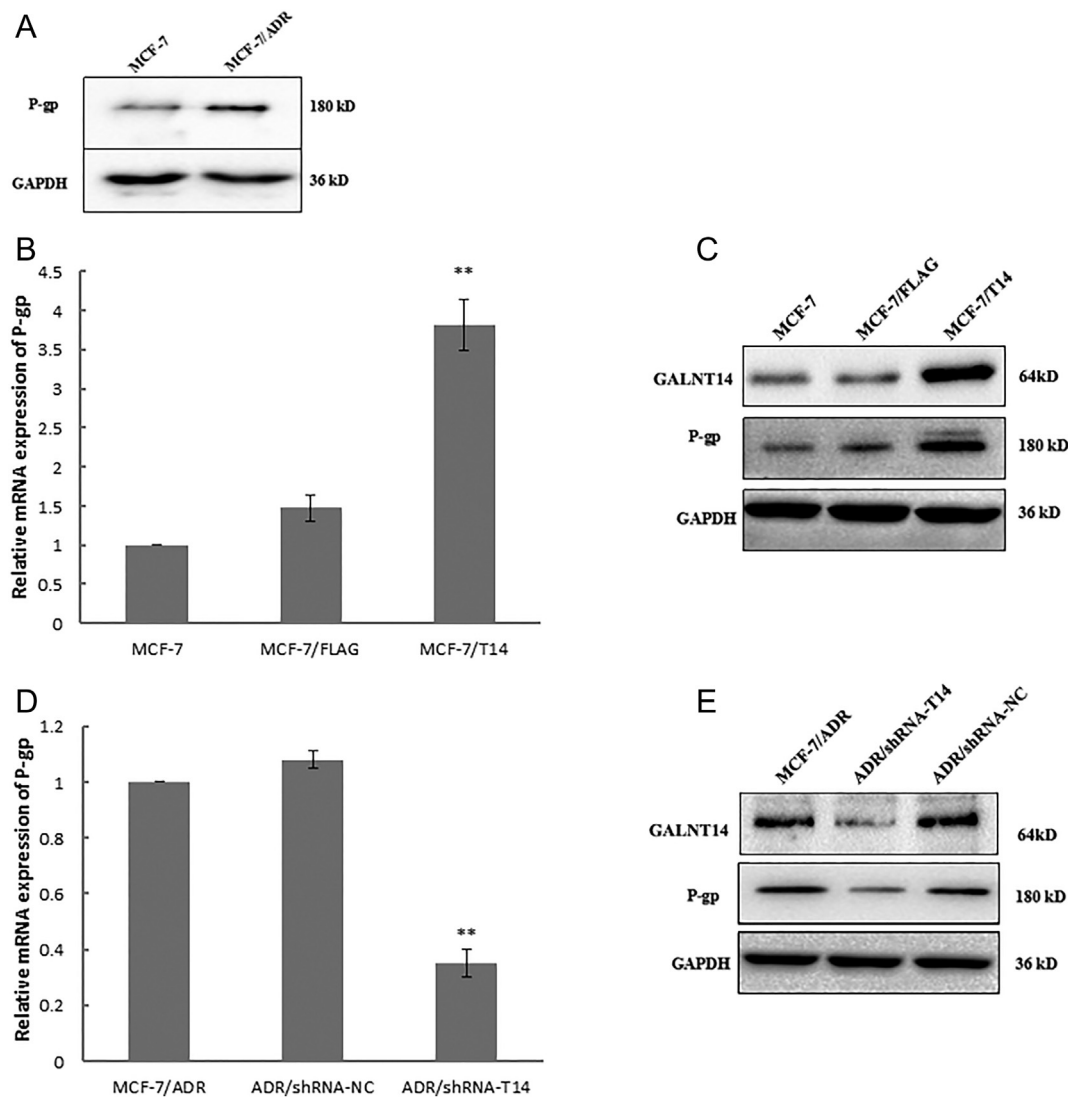 A
MCF-7
MCF-7/ADR
P-gp
180 kD
GAPDH
36 kD
B
Relative mRNA expression of P-gp
4.5
4
3.5
3
2.5
2
1.5
1
0.5
0
**
MCF-7
MCF-7/FLAG
MCF-7/T14
C
MCF-7
MCF-7/FLAG
MCF-7/T14
GALNT14
64kD
P-gp
180 kD
GAPDH
36 kD
D
Relative mRNA expression of P-gp
1.2
1
0.8
0.6
0.4
0.2
0
**
MCF-7/ADR
ADR/shRNA-NC
ADR/shRNA-T14
E
MCF-7/ADR
ADR/shRNA-T14
ADR/shRNA-NC
GALNT14
64kD
P-gp
180 kD
GAPDH
36 kD